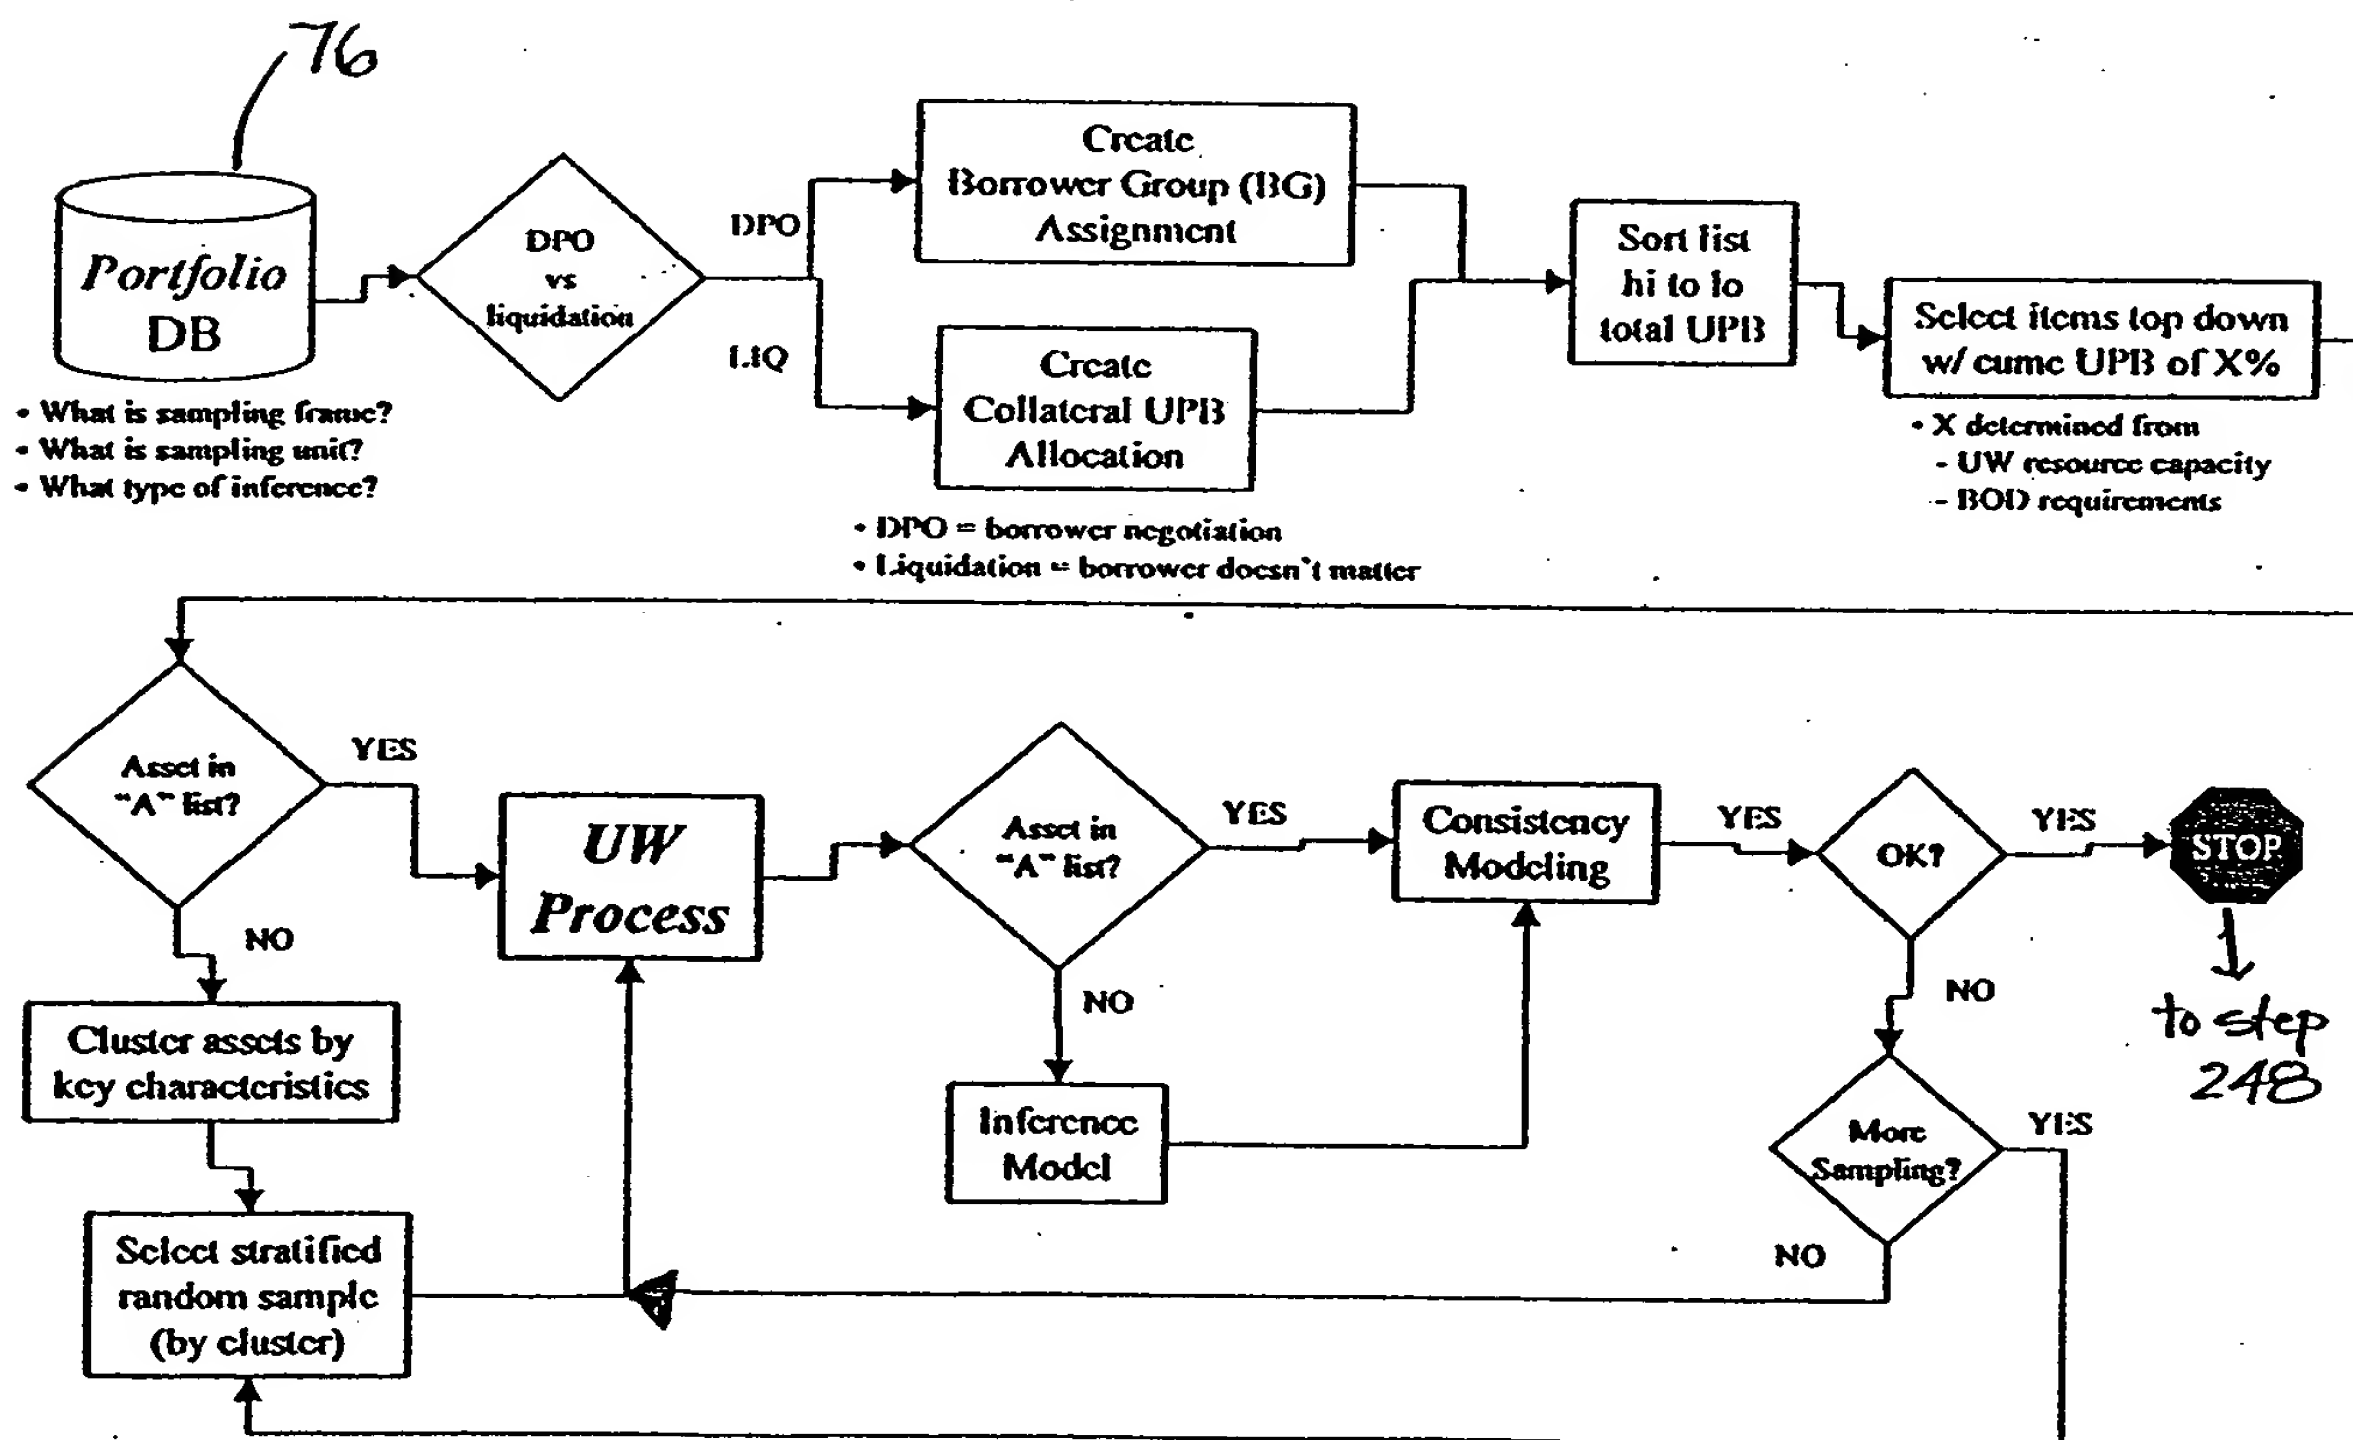 76
Portfolio
DB
• What is sampling frame?
• What is sampling unit?
• What type of inference?
DPO
vs
liquidation
DPO
LIQ
Create
Borrower Group (BG)
Assignment
Create
Collateral UPB
Allocation
• DPO = borrower negotiation
• Liquidation = borrower doesn't matter
Sort list
hi to lo
total UPB
Select items top down
w/ cume UPB of X%
• X determined from
- UW resource capacity
- BOD requirements
Asset in
"A" list?
YES
NO
Cluster assets by
key characteristics
Select stratified
random sample
(by cluster)
UW
Process
Asset in
"A" list?
YES
NO
Inference
Model
Consistency
Modeling
YES
OK?
YES
STOP
to step
248
NO
More
Sampling?
YES
NO